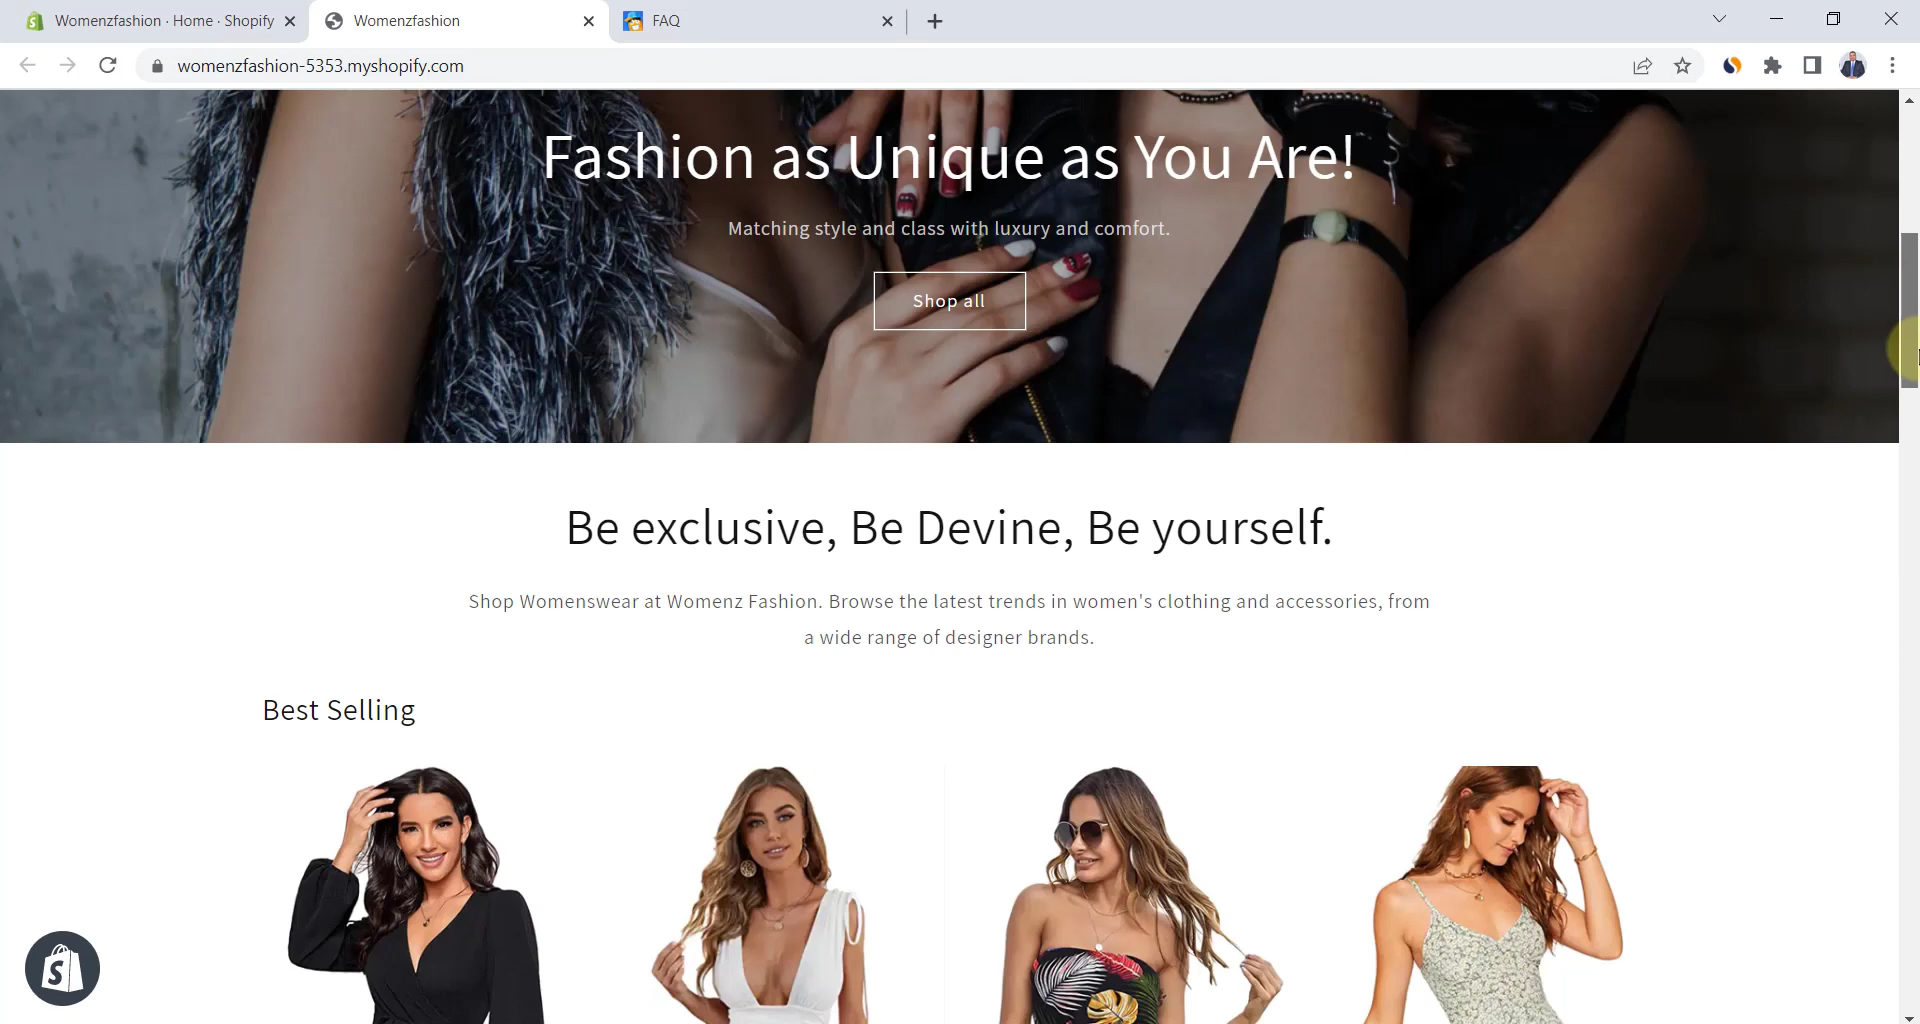 Womenzfashion · Home · Shopify
Womenzfashion
FAQ
womenzfashion-5353.myshopify.com
Fashion as Unique as You Are!
Matching style and class with luxury and comfort.
Shop all
Be exclusive, Be Devine, Be yourself.
Shop Womenswear at Womenz Fashion. Browse the latest trends in women's clothing and accessories, from
a wide range of designer brands.
Best Selling